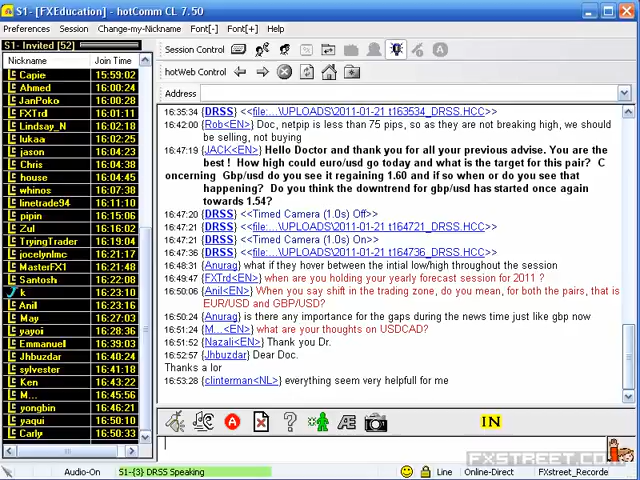 S1- [FXEducation] - hotComm CL 7.50
Preferences Session Change-my-Nickname Font[-] Font[+] Help
S1- Invited [52]
Session Control
Nickname Join Time
hotWeb Control
Address
Capie 15:59:02
Ahmed 16:00:24
JanPoko 16:00:28
FXTrd 16:01:11
Lindsay_N 16:02:18
lukaa 16:02:25
jason 16:04:23
Chris 16:04:38
house 16:04:45
whinos 16:07:38
linetrade94 16:11:10
pipin 16:15:06
Zul 16:16:02
TryingTrader 16:19:04
jocelynmc 16:21:17
MasterFX1 16:21:48
Santosh 16:22:08
k. 16:23:10
Anil 16:23:16
May 16:27:03
yayoi 16:28:36
Emmanuel 16:39:03
Jhbuzdar 16:40:24
sylvester 16:41:18
Ken 16:43:22
M... 16:45:56
yongbin 16:46:21
yaqui 16:50:10
Carly 16:50:33
16:35:34 {DRSS} <<file:...\UPLOADS\2011-01-21 t163534_DRSS.HCC>>
16:42:00 {Rob<EN>} Doc, netpip is less than 75 pips, so as they are not breaking high, we should
be selling, not buying
16:47:19 {JACK<EN>} Hello Doctor and thank you for all your previous advise. You are the
best ! How high could euro/usd go today and what is the target for this pair? C
oncerning Gbp/usd do you see it regaining 1.60 and if so when or do you see that
happening? Do you think the downtrend for gbp/usd has started once again
towards 1.54?
16:47:20 {DRSS} <<Timed Camera (1.0s) Off>>
16:47:21 {DRSS} <<file:...\UPLOADS\2011-01-21 t164721_DRSS.HCC>>
16:47:21 {DRSS} <<Timed Camera (1.0s) On>>
16:47:36 {DRSS} <<file:...\UPLOADS\2011-01-21 t164736_DRSS.HCC>>
16:48:31 {Anurag} what if they hover between the intial low/high throughout the session
16:49:47 {FXTrd<EN>} when are you holding your yearly forecast session for 2011 ?
16:50:06 {Anil<EN>} When you say shift in the trading zone, do you mean, for both the pairs, that is
EUR/USD and GBP/USD?
16:50:24 {Anurag} is there any importance for the gaps during the news time just like gbp now
16:51:24 {M...<EN>} what are your thoughts on USDCAD?
16:51:52 {Nazali<EN>} Thank you Dr.
16:52:57 {Jhbuzdar} Dear Doc.
Thanks a lor
16:53:28 {clinterman<NL>} everything seem very helpfull for me
A Æ IN
FXSTREET.COM
Audio-On S1-{3} DRSS Speaking Line Online-Direct FXstreet_Recorde